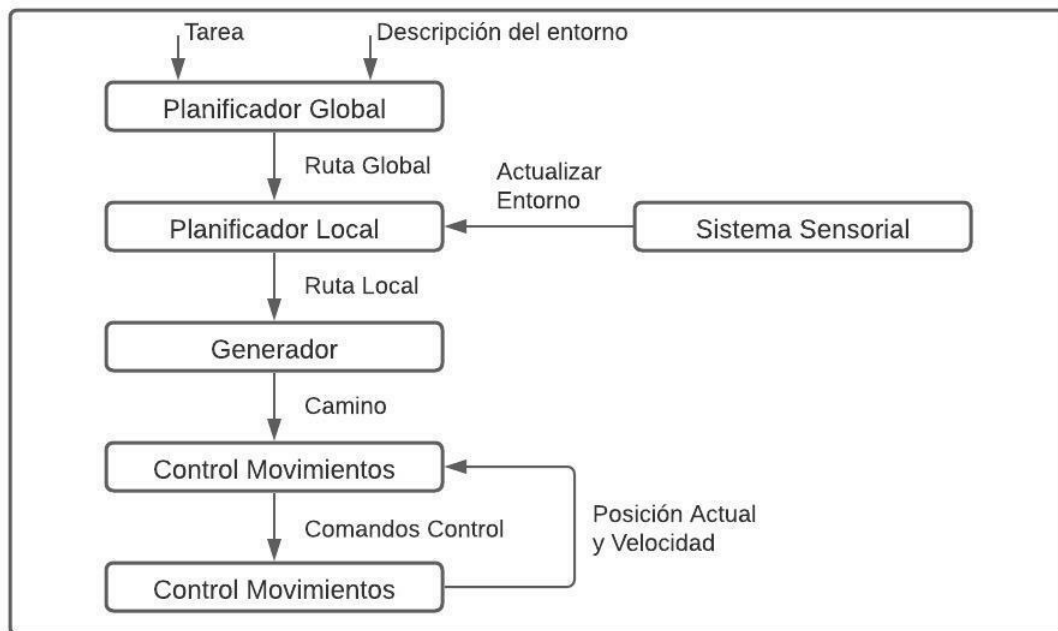 Tarea
Descripción del entorno
Planificador Global
Ruta Global
Actualizar
Entorno
Planificador Local
Sistema Sensorial
Ruta Local
Generador
Camino
Control Movimientos
Comandos Control
Posición Actual
y Velocidad
Control Movimientos